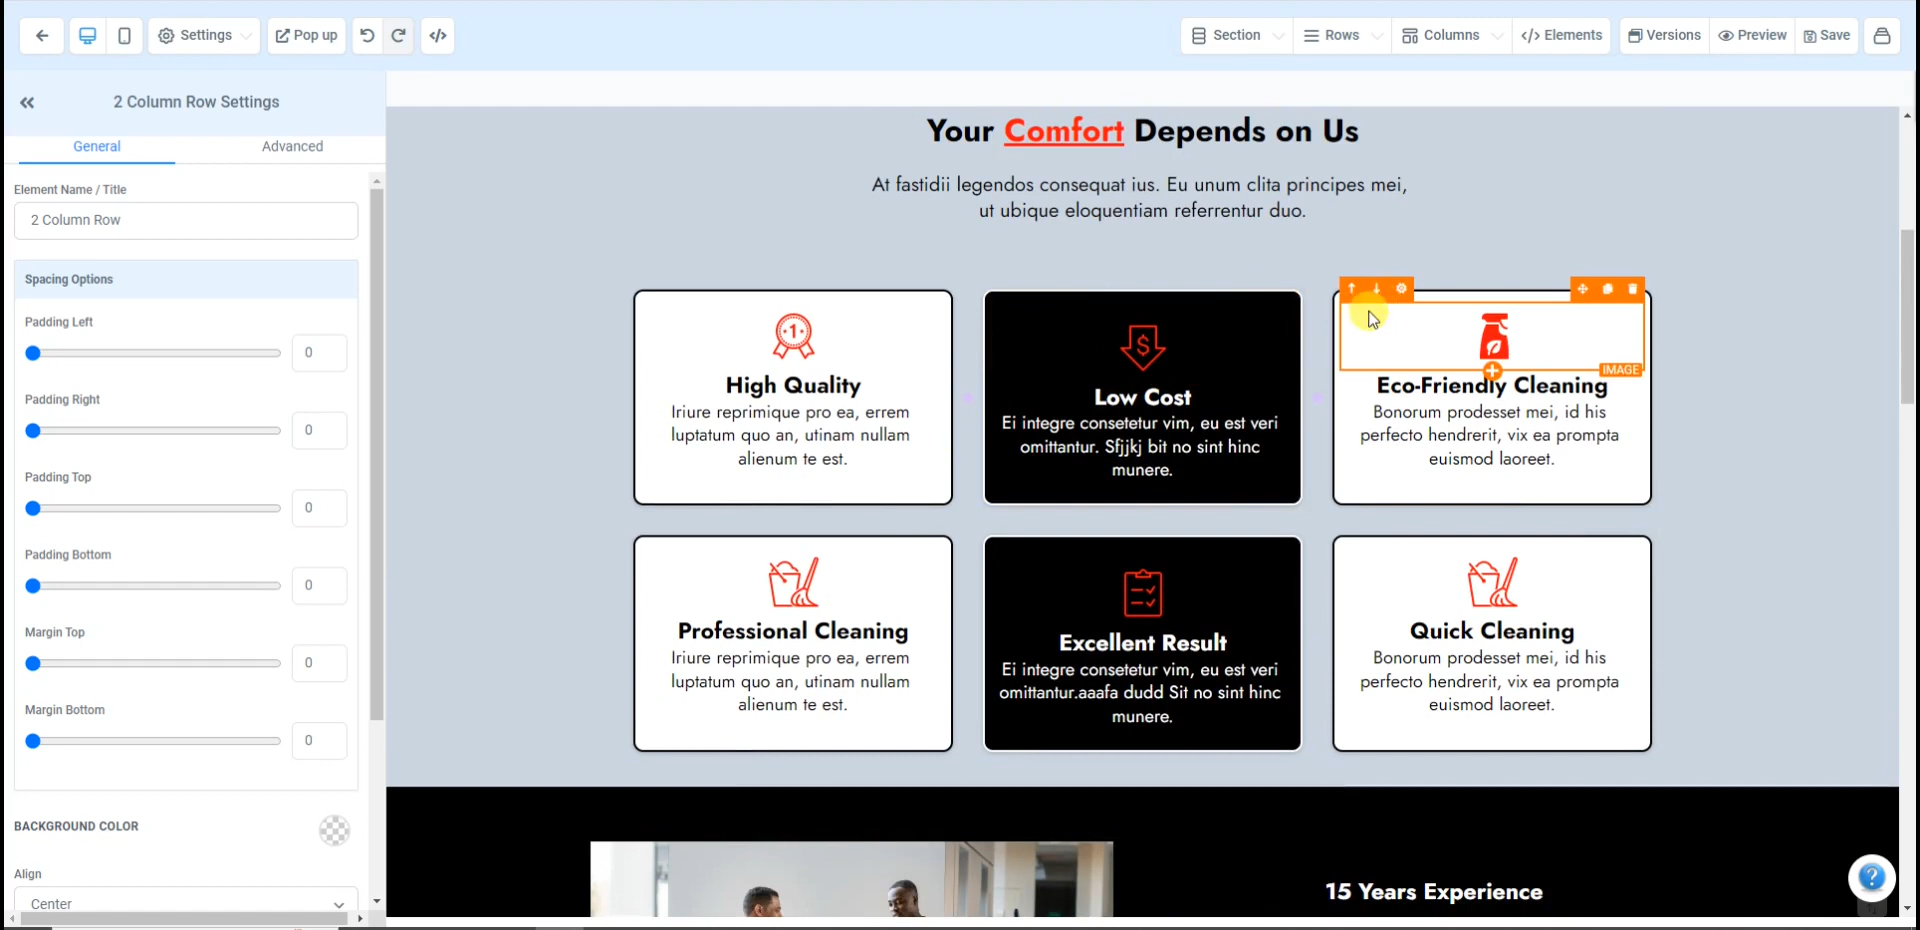 Settings
Pop up
Section
Rows
Columns
</> Elements
Versions
Preview
Save
2 Column Row Settings
General
Advanced
Element Name / Title
2 Column Row
Spacing Options
Padding Left
0
Padding Right
0
Padding Top
0
Padding Bottom
0
Margin Top
0
Margin Bottom
0
BACKGROUND COLOR
Align
Center
Your Comfort Depends on Us
At fastidii legendos consequat ius. Eu unum clita principes mei,
ut ubique eloquentiam referrentur duo.
1
High Quality
Iriure reprimique pro ea, errem
luptatum quo an, utinam nullam
alienum te est.
$
Low Cost
Ei integre consetetur vim, eu est veri
omittantur. Sfjjkj bit no sint hinc
munere.
IMAGE
Eco-Friendly Cleaning
Bonorum prodesset mei, id his
perfecto hendrerit, vix ea prompta
euismod laoreet.
Professional Cleaning
Iriure reprimique pro ea, errem
luptatum quo an, utinam nullam
alienum te est.
Excellent Result
Ei integre consetetur vim, eu est veri
omittantur.aaafa dudd Sit no sint hinc
munere.
Quick Cleaning
Bonorum prodesset mei, id his
perfecto hendrerit, vix ea prompta
euismod laoreet.
15 Years Experience
?